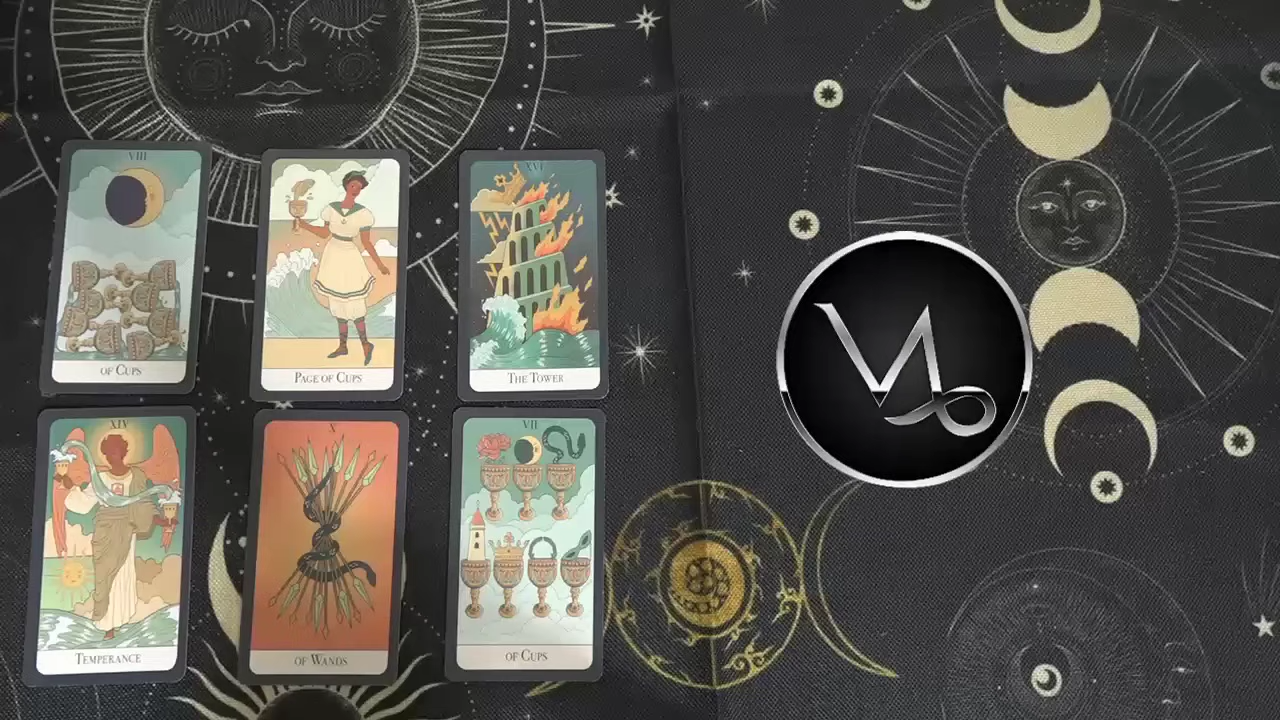 VIII
OF CUPS
PAGE OF CUPS
XVI
THE TOWER
XIV
TEMPERANCE
X
OF WANDS
VII
OF CUPS